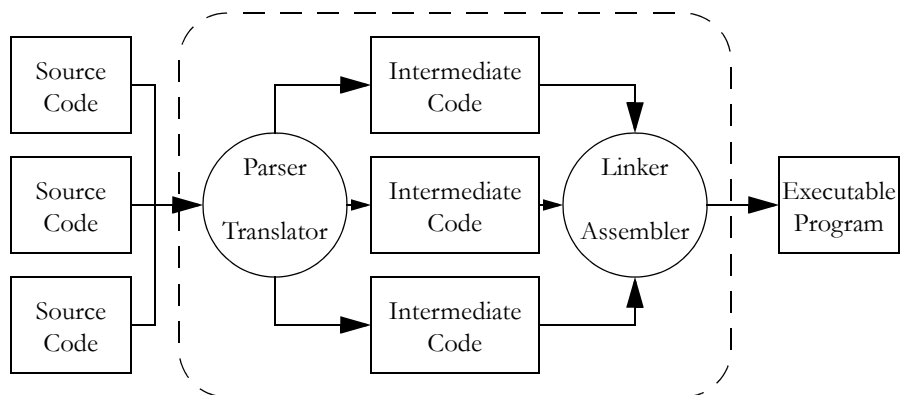 Source
Code
Source
Code
Source
Code
Parser
Translator
Intermediate
Code
Intermediate
Code
Intermediate
Code
Linker
Assembler
Executable
Program